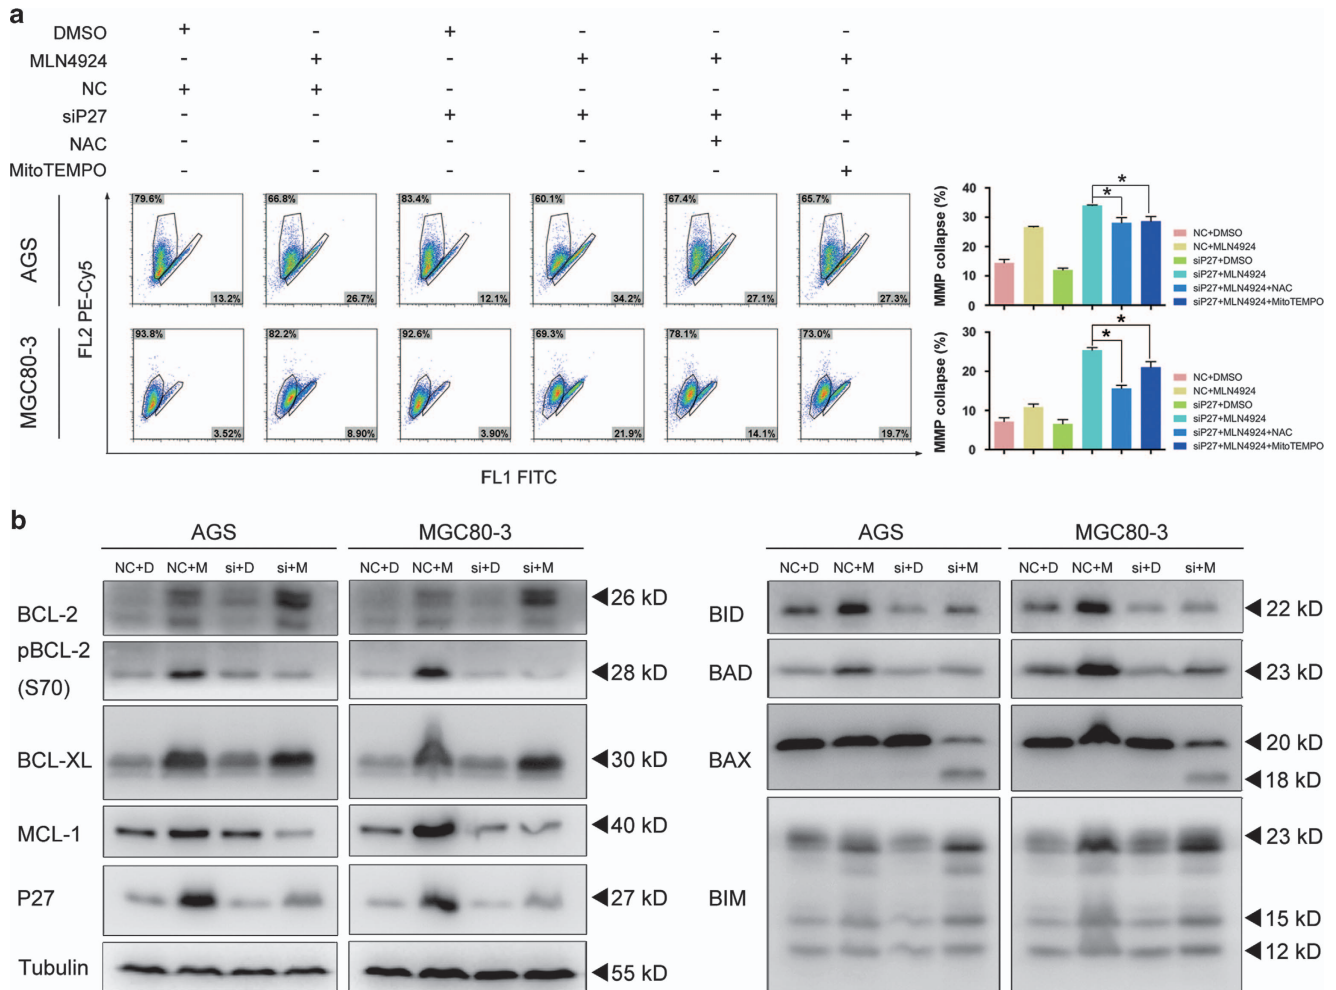 a
DMSO + - + - - -
MLN4924 - + - + + +
NC + + - - - -
siP27 - - + + + +
NAC - - - - + -
MitoTEMPO - - - - - +
AGS
79.6% 66.8% 83.4% 60.1% 67.4% 65.7%
13.2% 26.7% 12.1% 34.2% 27.1% 27.3%
MGC80-3
93.8% 82.2% 92.6% 69.3% 78.1% 73.0%
3.52% 8.90% 3.90% 21.9% 14.1% 19.7%
FL2 PE-Cy5
FL1 FITC
MMP collapse (%)
40
30
20
10
0
* *
NC+DMSO
NC+MLN4924
siP27+DMSO
siP27+MLN4924
siP27+MLN4924+NAC
siP27+MLN4924+MitoTEMPO
MMP collapse (%)
30
20
10
0
* *
NC+DMSO
NC+MLN4924
siP27+DMSO
siP27+MLN4924
siP27+MLN4924+NAC
siP27+MLN4924+MitoTEMPO
b
AGS MGC80-3
NC+D NC+M si+D si+M NC+D NC+M si+D si+M
BCL-2 26 kD
pBCL-2
(S70) 28 kD
BCL-XL 30 kD
MCL-1 40 kD
P27 27 kD
Tubulin 55 kD
AGS MGC80-3
NC+D NC+M si+D si+M NC+D NC+M si+D si+M
BID 22 kD
BAD 23 kD
BAX 20 kD
18 kD
23 kD
BIM 15 kD
12 kD